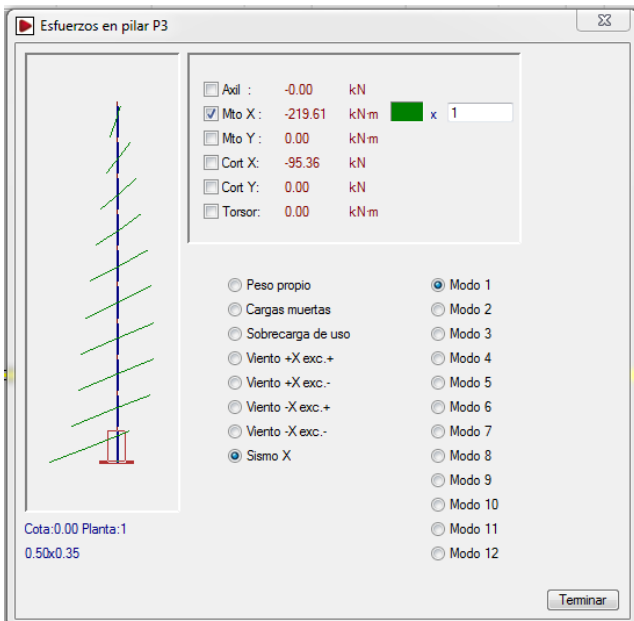 Esfuerzos en pilar P3
Axil : -0.00 kN
Mto X : -219.61 kN·m x 1
Mto Y : 0.00 kN·m
Cort X: -95.36 kN
Cort Y: 0.00 kN
Torsor: 0.00 kN·m
Peso propio Modo 1
Cargas muertas Modo 2
Sobrecarga de uso Modo 3
Viento +X exc.+ Modo 4
Viento +X exc.- Modo 5
Viento -X exc.+ Modo 6
Viento -X exc.- Modo 7
Sismo X Modo 8
Modo 9
Modo 10
Cota:0.00 Planta:1 Modo 11
0.50x0.35 Modo 12
Terminar